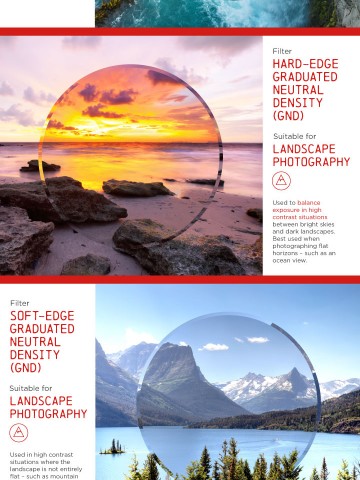 Filter
HARD-EDGE
GRADUATED
NEUTRAL
DENSITY
(GND)
Suitable for
LANDSCAPE
PHOTOGRAPHY
Used to balance
exposure in high
contrast situations
between bright skies
and dark landscapes.
Best used when
photographing flat
horizons – such as an
ocean view.
Filter
SOFT-EDGE
GRADUATED
NEUTRAL
DENSITY
(GND)
Suitable for
LANDSCAPE
PHOTOGRAPHY
Used in high contrast
situations where the
landscape is not entirely
flat – such as mountain